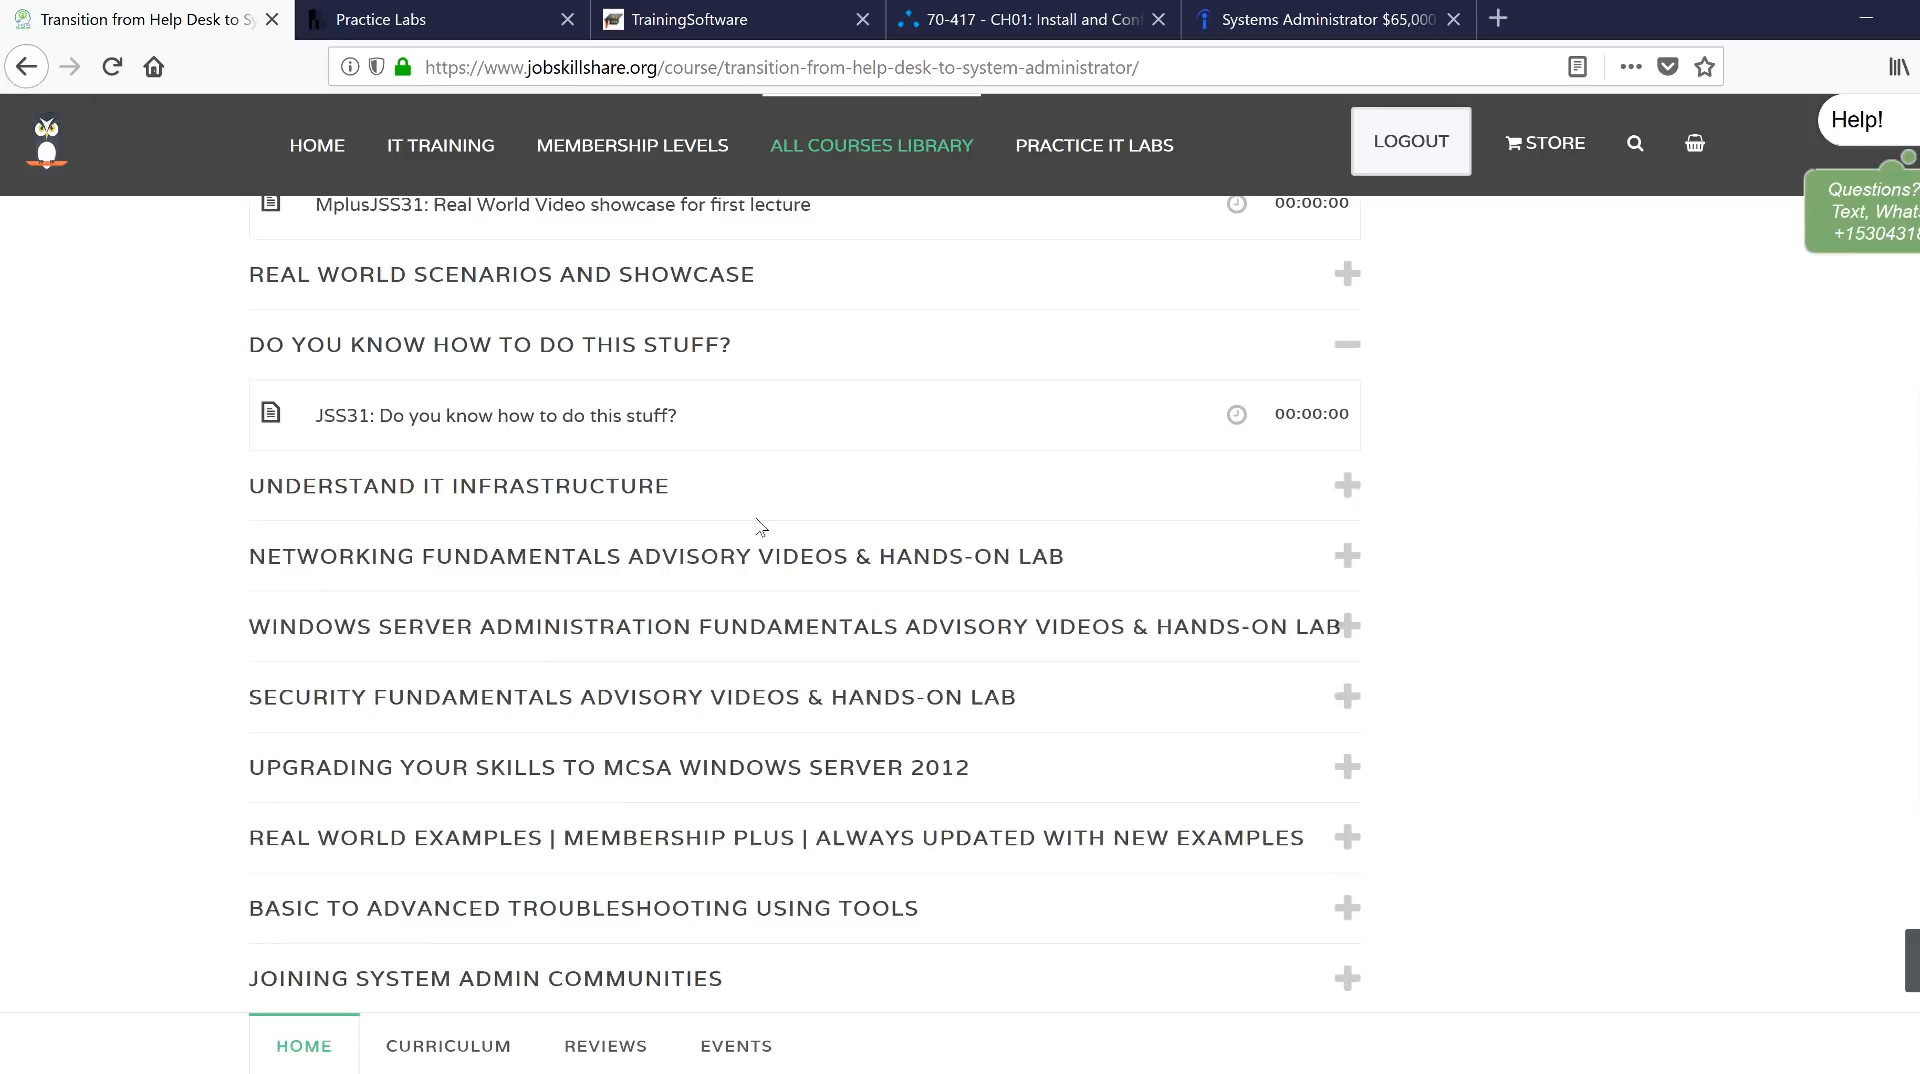 Transition from Help Desk to Sy
Practice Labs
TrainingSoftware
70-417 - CH01: Install and Con
Systems Administrator $65,000
https://www.jobskillshare.org/course/transition-from-help-desk-to-system-administrator/
HOME
IT TRAINING
MEMBERSHIP LEVELS
ALL COURSES LIBRARY
PRACTICE IT LABS
LOGOUT
STORE
Help!
Questions?
Text, Whats
+15304318
MplusJSS31: Real World Video showcase for first lecture
00:00:00
REAL WORLD SCENARIOS AND SHOWCASE
DO YOU KNOW HOW TO DO THIS STUFF?
JSS31: Do you know how to do this stuff?
00:00:00
UNDERSTAND IT INFRASTRUCTURE
NETWORKING FUNDAMENTALS ADVISORY VIDEOS & HANDS-ON LAB
WINDOWS SERVER ADMINISTRATION FUNDAMENTALS ADVISORY VIDEOS & HANDS-ON LAB
SECURITY FUNDAMENTALS ADVISORY VIDEOS & HANDS-ON LAB
UPGRADING YOUR SKILLS TO MCSA WINDOWS SERVER 2012
REAL WORLD EXAMPLES | MEMBERSHIP PLUS | ALWAYS UPDATED WITH NEW EXAMPLES
BASIC TO ADVANCED TROUBLESHOOTING USING TOOLS
JOINING SYSTEM ADMIN COMMUNITIES
HOME
CURRICULUM
REVIEWS
EVENTS